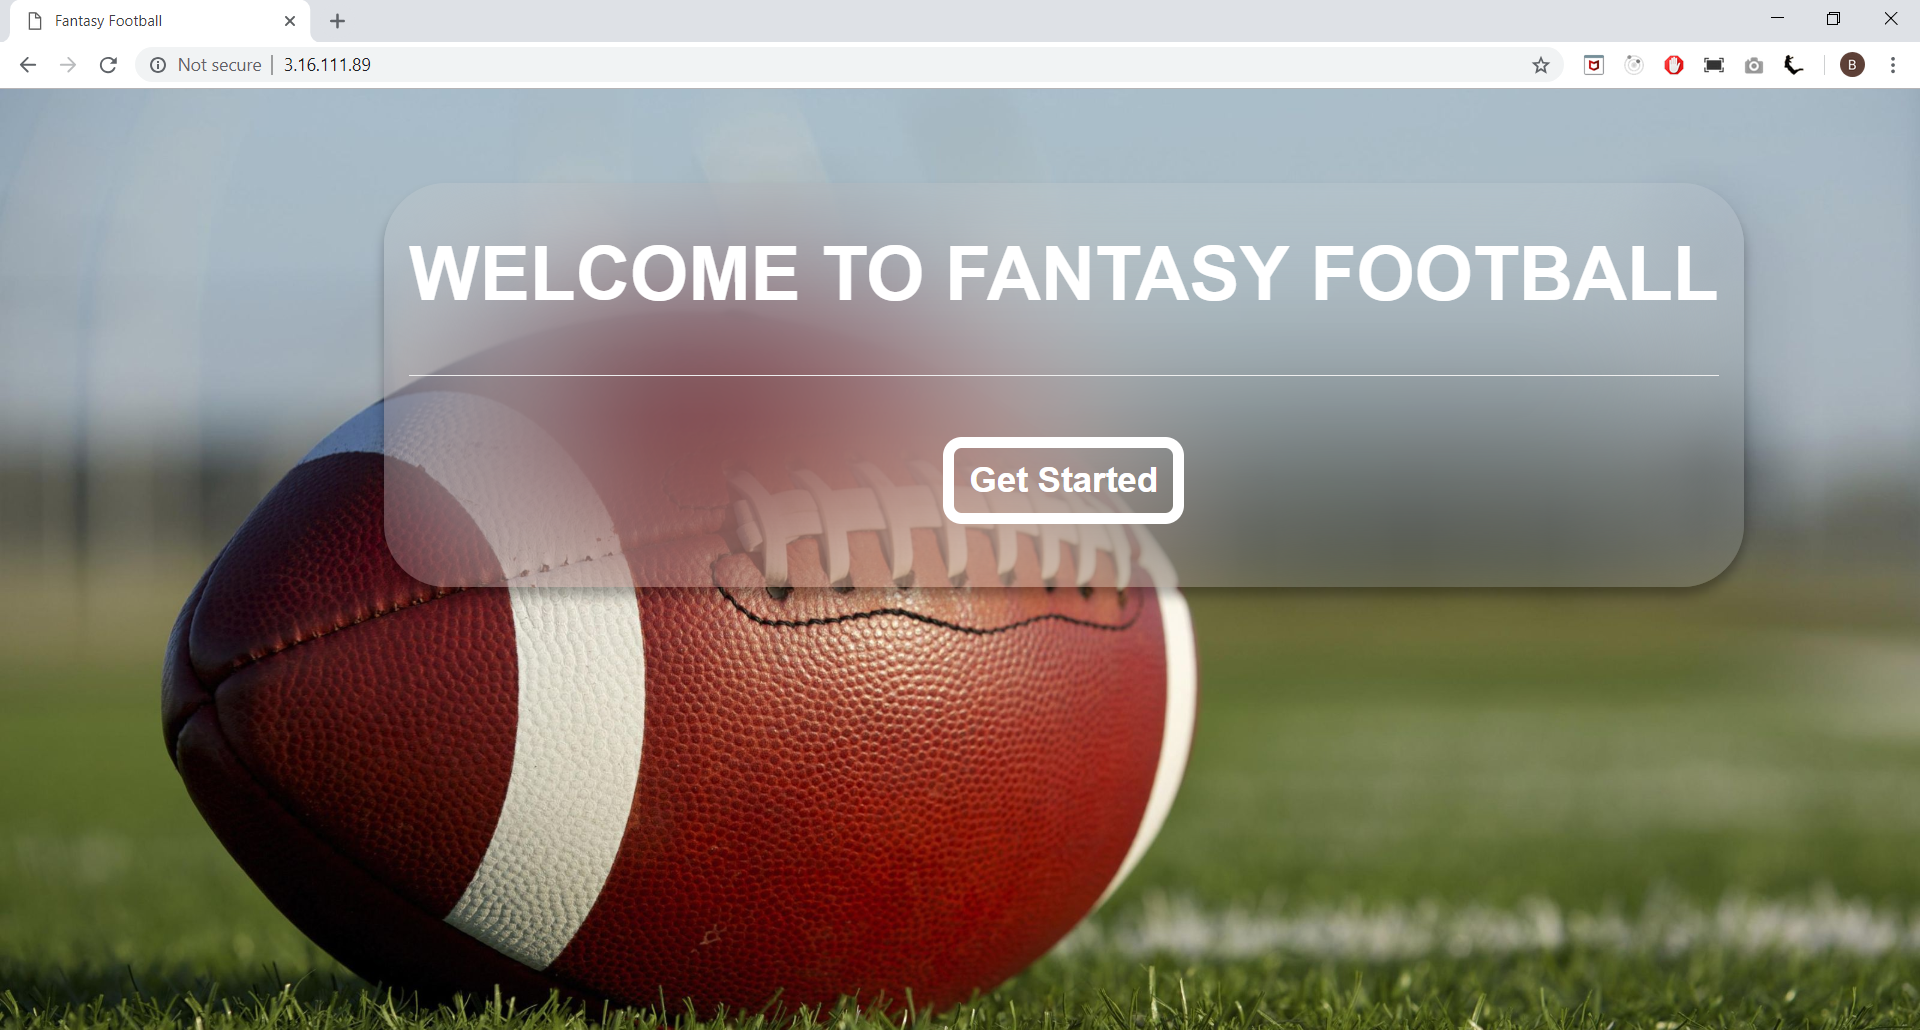 Fantasy Football
Not secure
3.16.111.89
B
WELCOME TO FANTASY FOOTBALL
Get Started